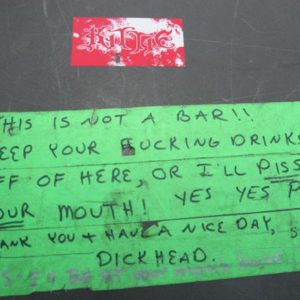 KITTIE
THIS IS NOT A BAR!!
KEEP YOUR FUCKING DRINKS
OFF OF HERE, OR I'LL PISS
YOUR MOUTH! YES YES
THANK YOU & HAVE A NICE DAY,
DICKHEAD.